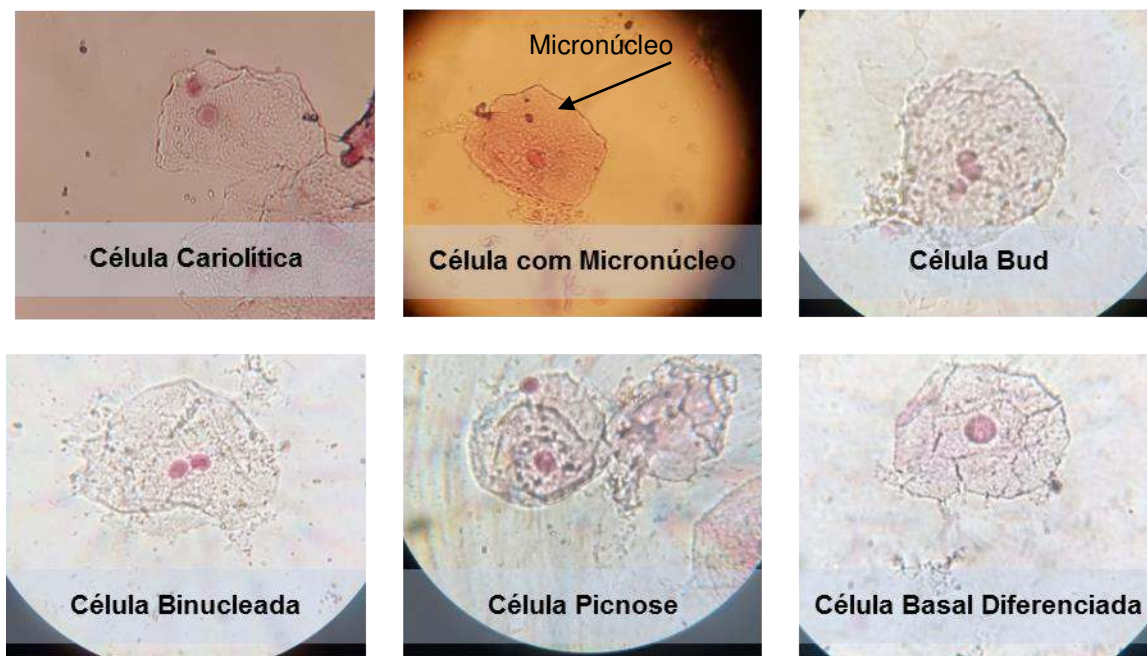 Micronúcleo
Célula Cariolítica
Célula com Micronúcleo
Célula Bud
Célula Binucleada
Célula Picnose
Célula Basal Diferenciada